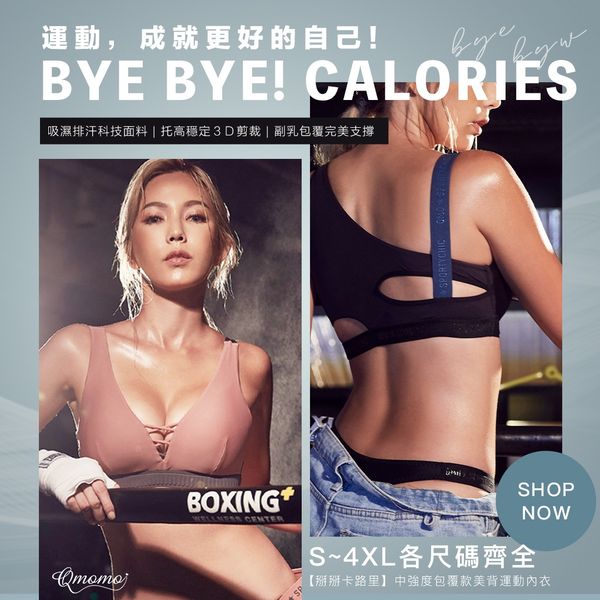 運動，成就更好的自己！
bye
byw
BYE BYE! CALORIES
吸濕排汗科技面料｜托高穩定３Ｄ剪裁｜副乳包覆完美支撐
SPORTYCHIC
BOXING+
WELLNESS CENTER
SHOP
NOW
S~4XL各尺碼齊全
Qmomo
【掰掰卡路里】中強度包覆款美背運動內衣